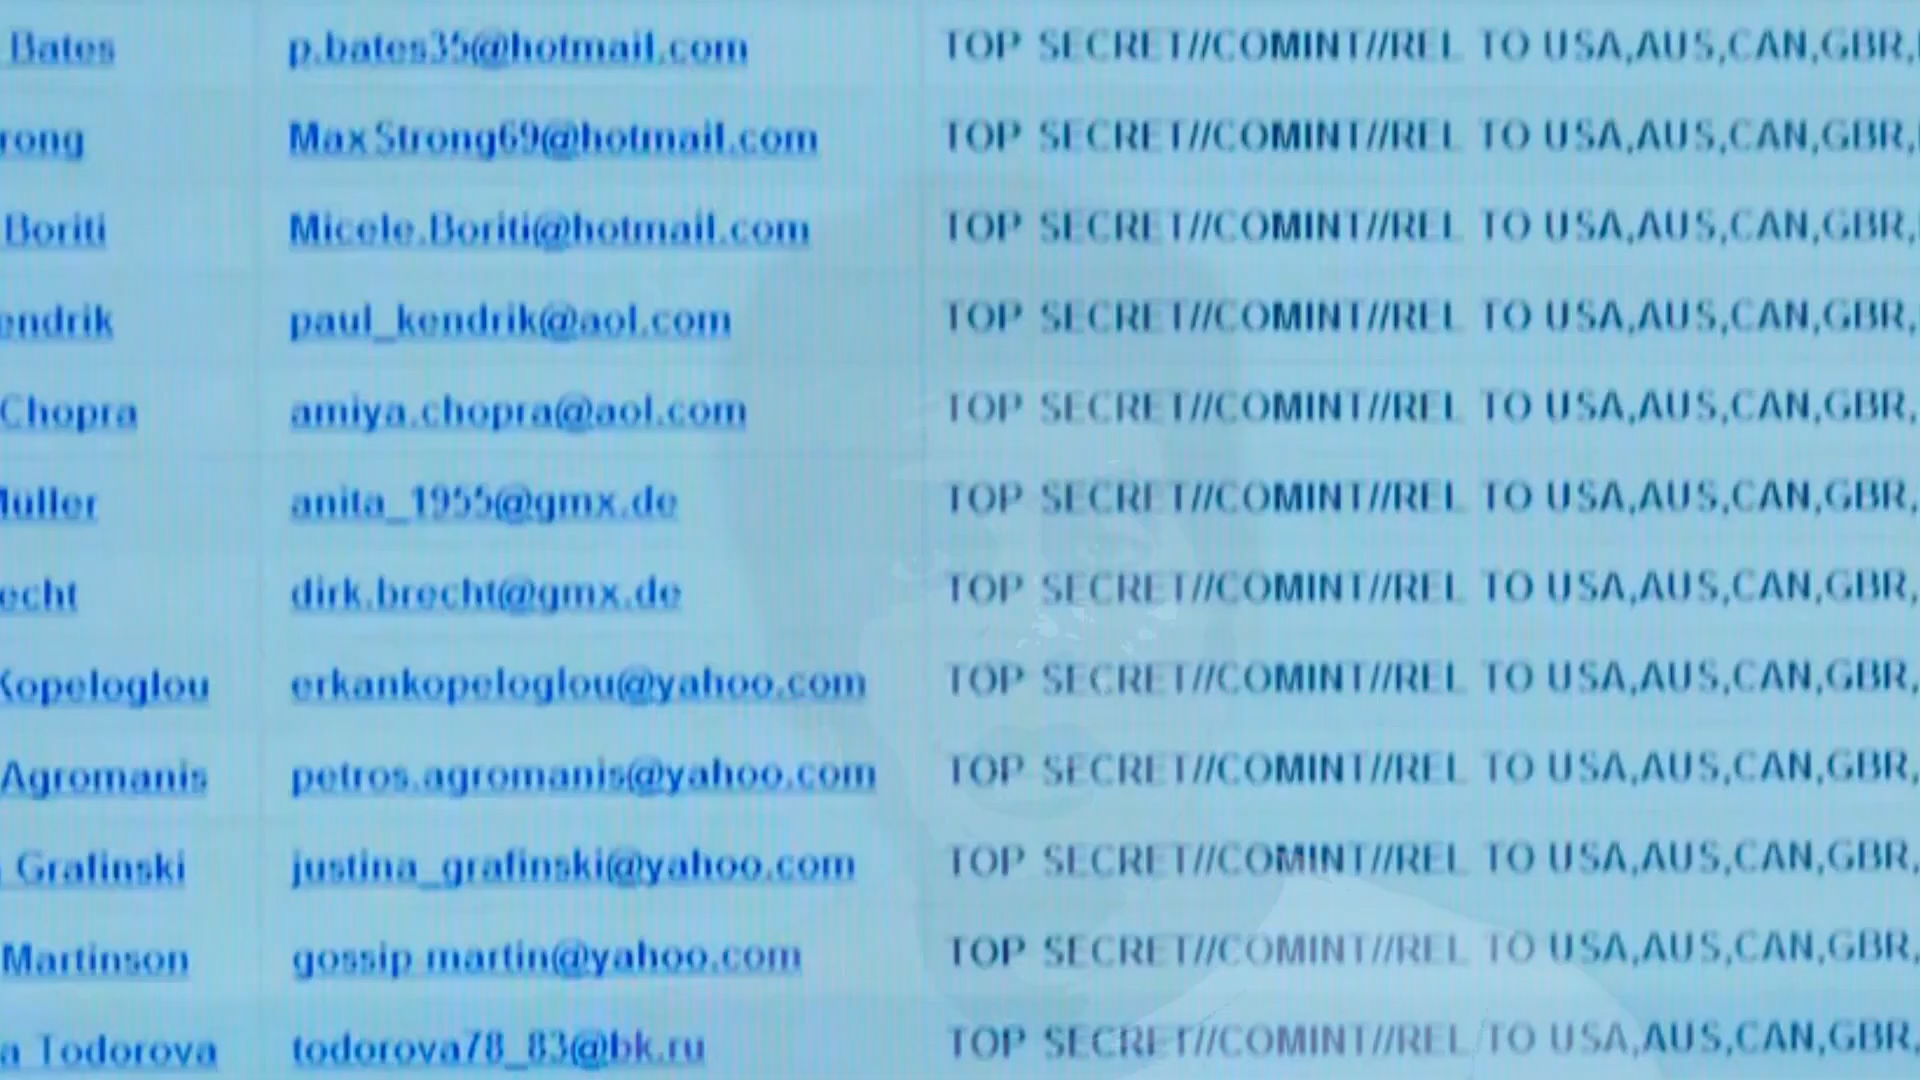 Bates p.bates35@hotmail.com TOP SECRET//COMINT//REL TO USA,AUS,CAN,GBR,
rong MaxStrong69@hotmail.com TOP SECRET//COMINT//REL TO USA,AUS,CAN,GBR,
Boriti Micele.Boriti@hotmail.com TOP SECRET//COMINT//REL TO USA,AUS,CAN,GBR,
endrik paul_kendrik@aol.com TOP SECRET//COMINT//REL TO USA,AUS,CAN,GBR,
Chopra amiya.chopra@aol.com TOP SECRET//COMINT//REL TO USA,AUS,CAN,GBR,
üller anita_1955@gmx.de TOP SECRET//COMINT//REL TO USA,AUS,CAN,GBR,
echt dirk.brecht@gmx.de TOP SECRET//COMINT//REL TO USA,AUS,CAN,GBR,
Kopeloglou erkankopeloglou@yahoo.com TOP SECRET//COMINT//REL TO USA,AUS,CAN,GBR,
Agromanis petros.agromanis@yahoo.com TOP SECRET//COMINT//REL TO USA,AUS,CAN,GBR,
Grafinski justina_grafinski@yahoo.com TOP SECRET//COMINT//REL TO USA,AUS,CAN,GBR,
Martinson gossip.martin@yahoo.com TOP SECRET//COMINT//REL TO USA,AUS,CAN,GBR,
a Todorova todorova78_83@bk.ru TOP SECRET//COMINT//REL TO USA,AUS,CAN,GBR,